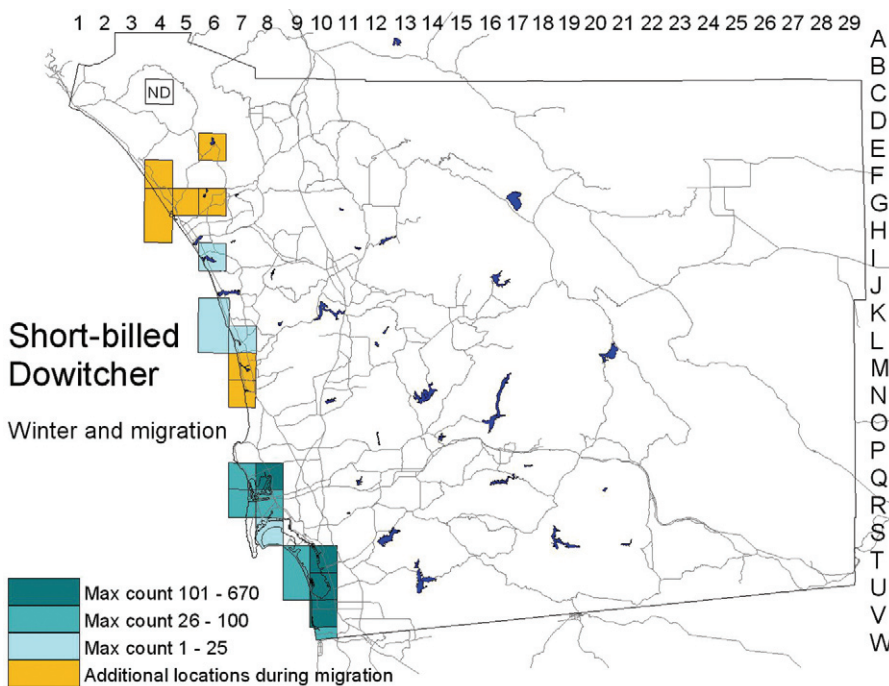 1 2 3 4 5 6 7 8 9 10 11 12 13 14 15 16 17 18 19 20 21 22 23 24 25 26 27 28 29
A
B
C
D
E
F
G
H
I
J
K
L
M
N
O
P
Q
R
S
T
U
V
W
ND
Short-billed
Dowitcher
Winter and migration
Max count 101 - 670
Max count 26 - 100
Max count 1 - 25
Additional locations during migration